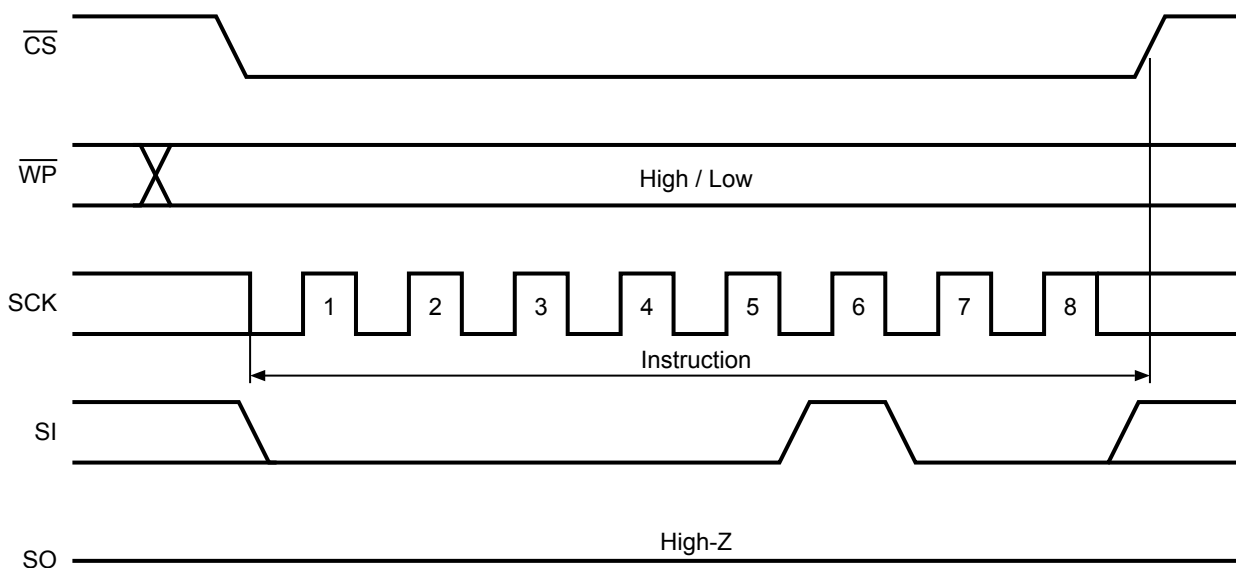 CS
WP
High / Low
SCK
1 2 3 4 5 6 7 8
Instruction
SI
High-Z
SO